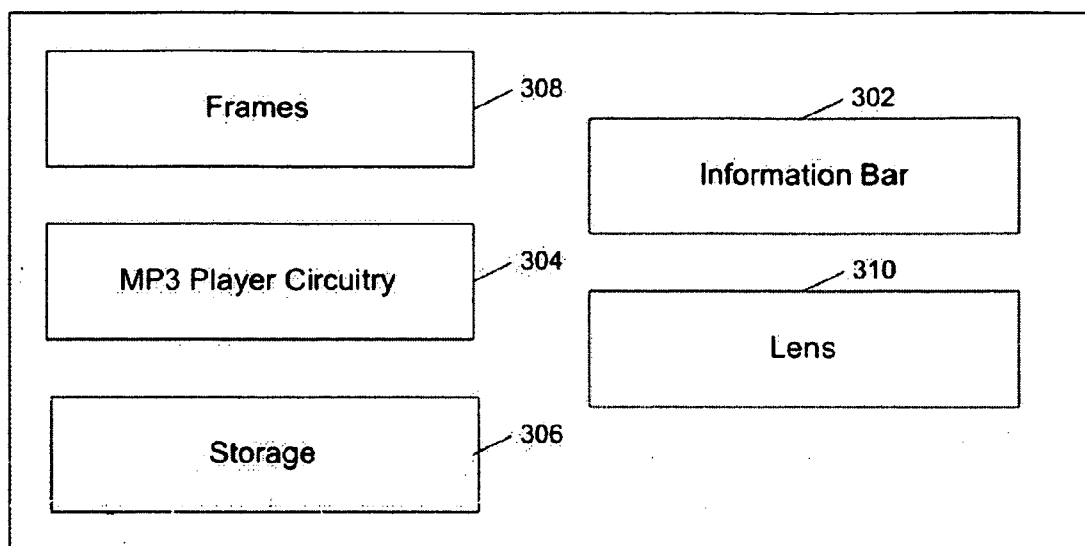 Frames
308
302
Information Bar
MP3 Player Circuitry
304
310
Lens
Storage
306